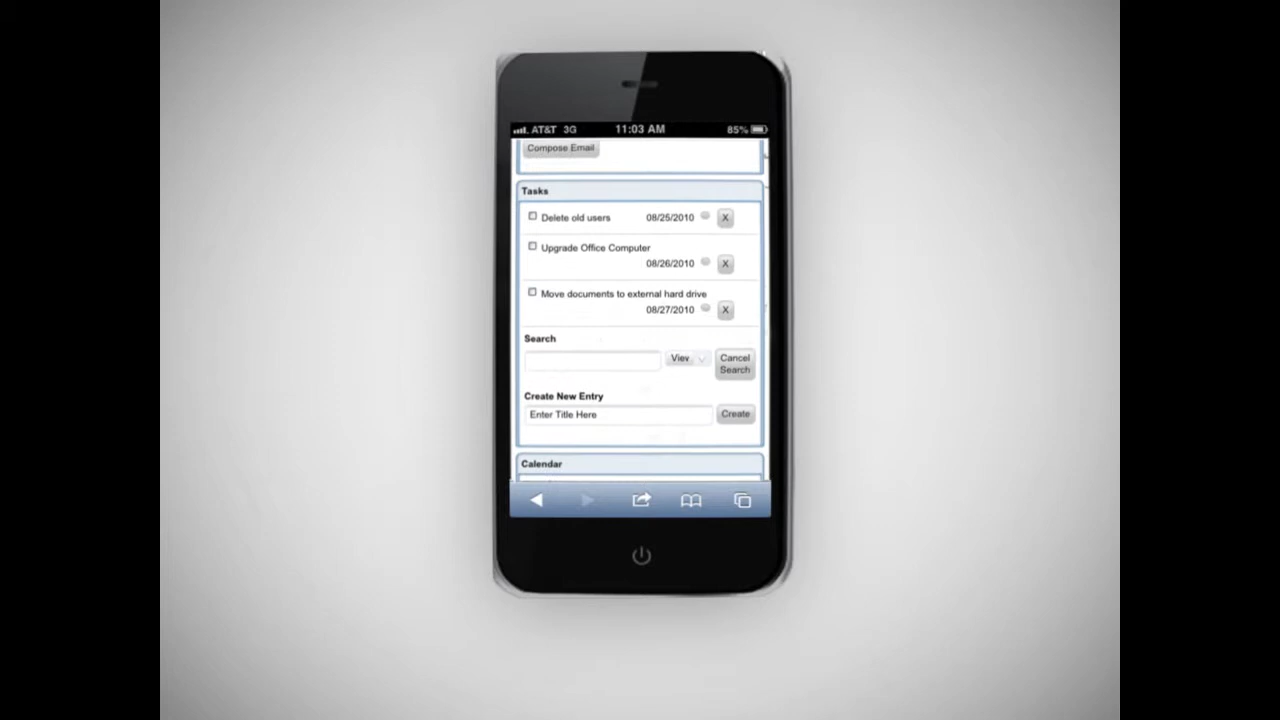 AT&T 3G 11:03 AM 85%
Compose Email
Tasks
Delete old users 08/25/2010 X
Upgrade Office Computer
08/26/2010 X
Move documents to external hard drive
08/27/2010 X
Search
View Cancel
Search
Create New Entry
Enter Title Here Create
Calendar